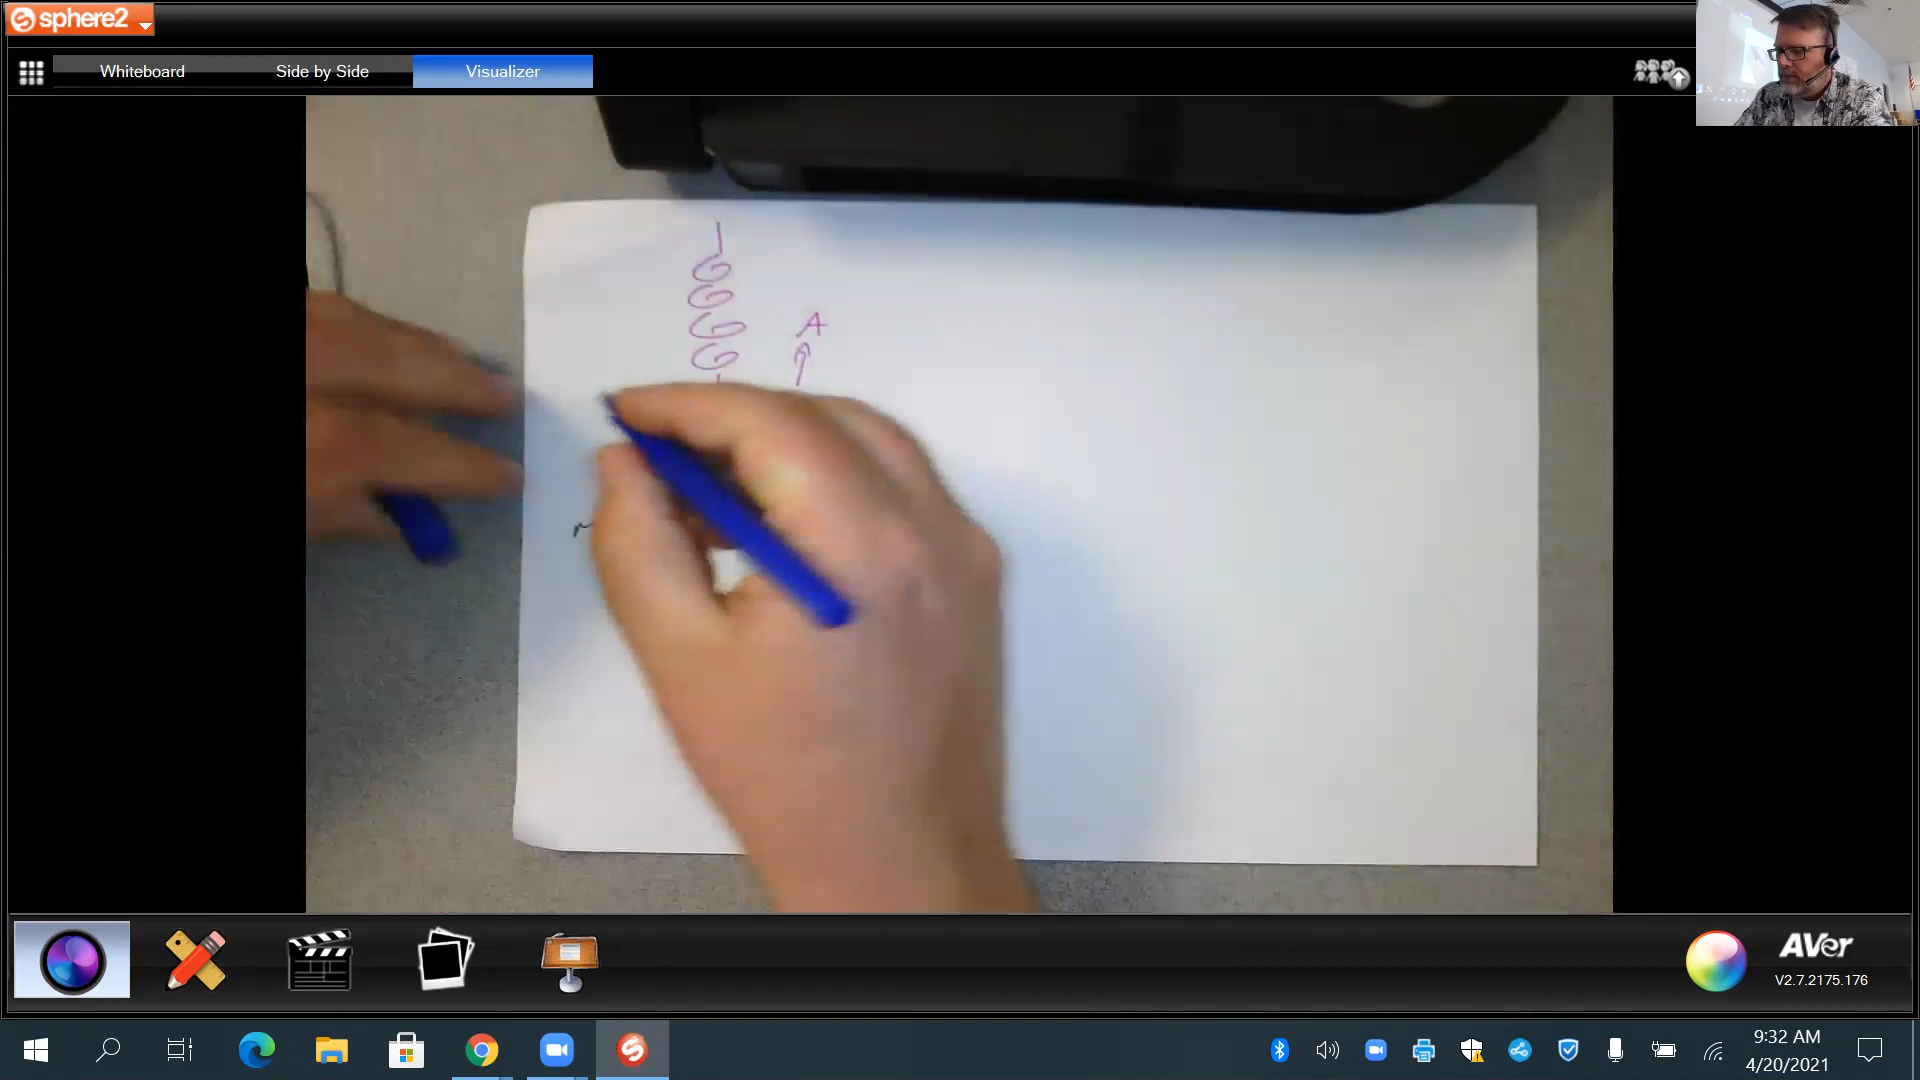 sphere2
Whiteboard
Side by Side
Visualizer
A
r
AVer
V2.7.2175.176
9:32 AM
4/20/2021